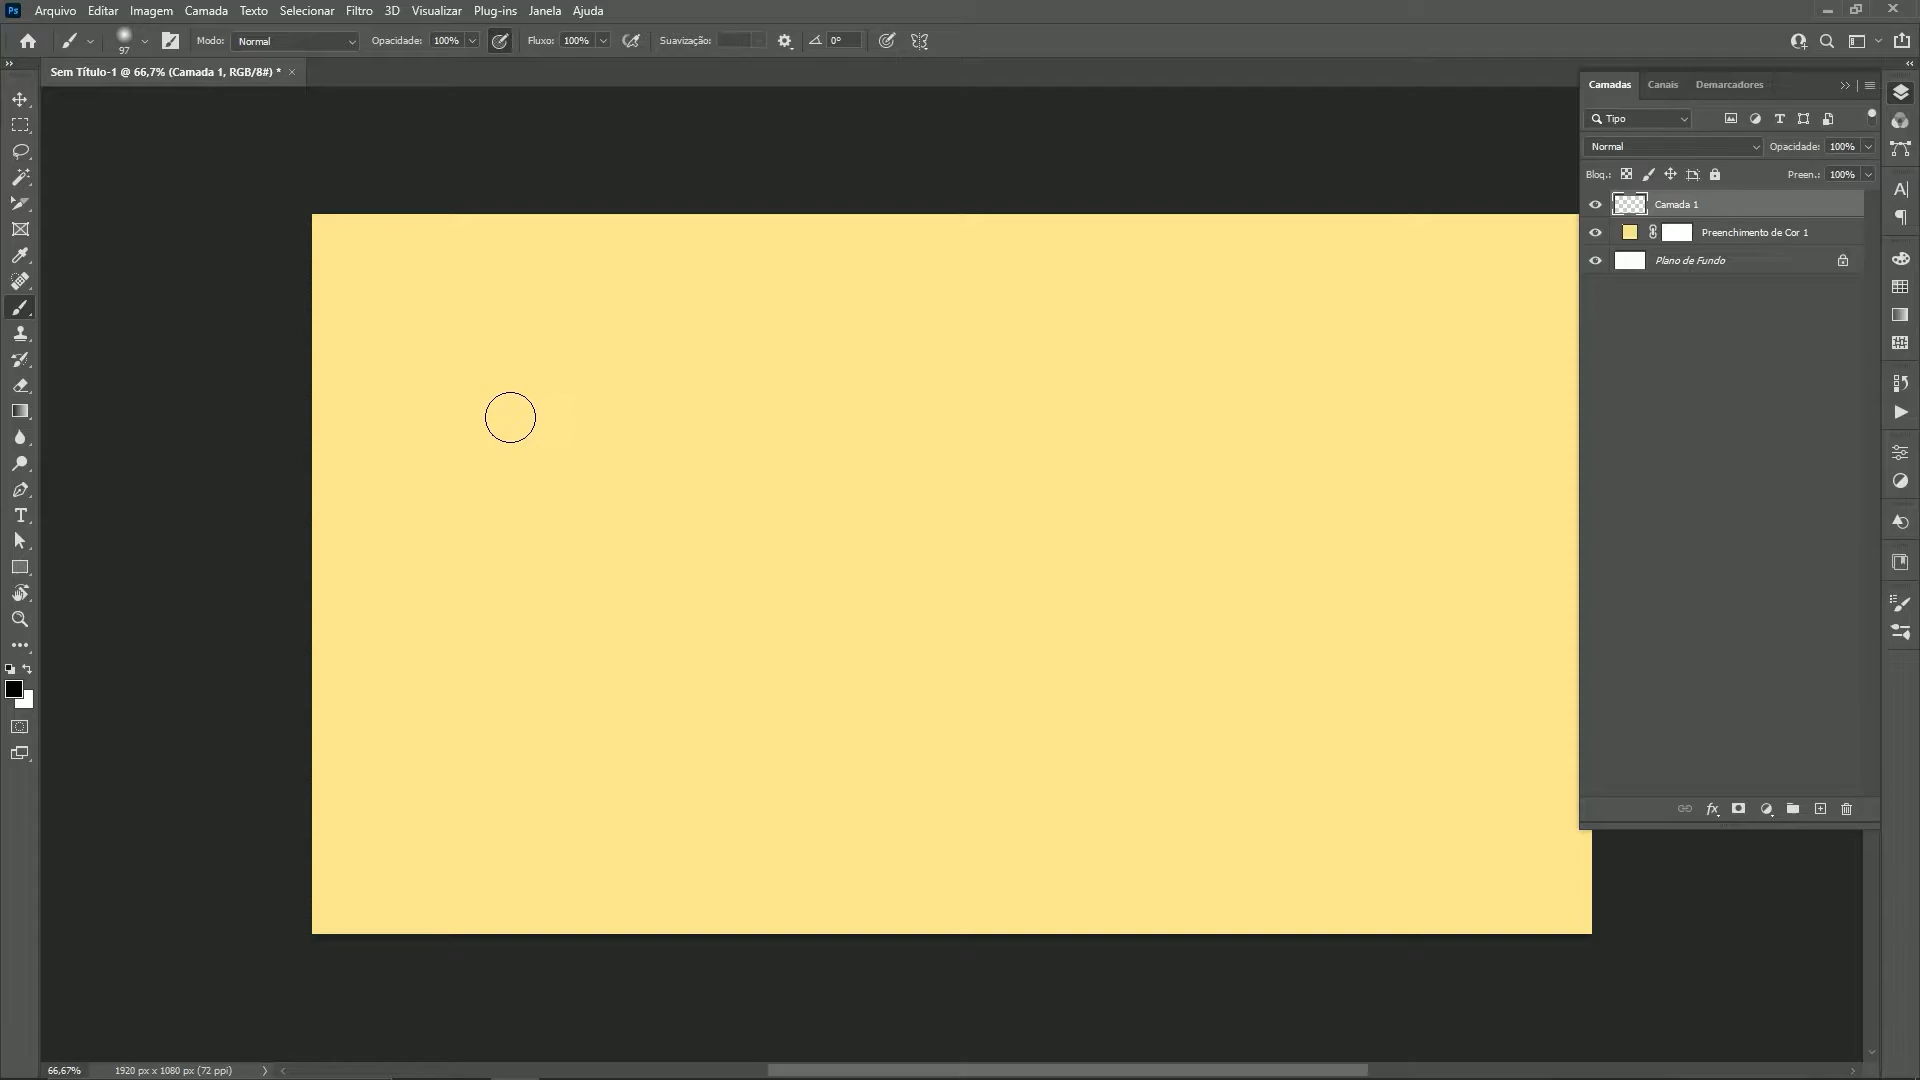 Ps Arquivo Editar Imagem Camada Texto Selecionar Filtro 3D Visualizar Plug-ins Janela Ajuda
97 Modo: Normal Opacidade: 100% Fluxo: 100% Suavização: 0°
Sem Título-1 @ 66,7% (Camada 1, RGB/8#) *
Camadas Canais Demarcadores
Tipo
Normal Opacidade: 100%
Bloq.: Preen.: 100%
Camada 1
Preenchimento de Cor 1
Plano de Fundo
fx
66,67% 1920 px x 1080 px (72 ppi)